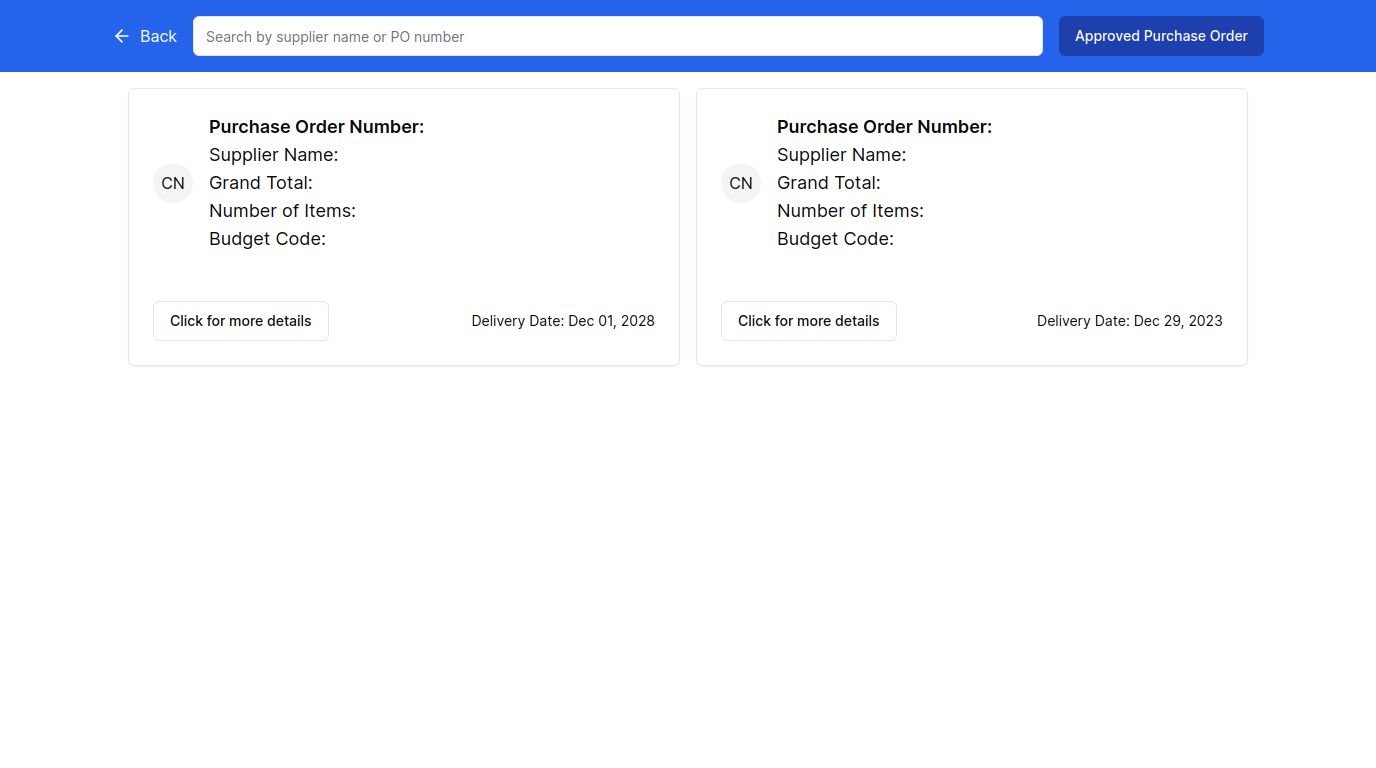 Back
Search by supplier name or PO number
Approved Purchase Order
Purchase Order Number:
Supplier Name:
CN
Grand Total:
Number of Items:
Budget Code:
Click for more details
Delivery Date: Dec 01, 2028
Purchase Order Number:
Supplier Name:
CN
Grand Total:
Number of Items:
Budget Code:
Click for more details
Delivery Date: Dec 29, 2023